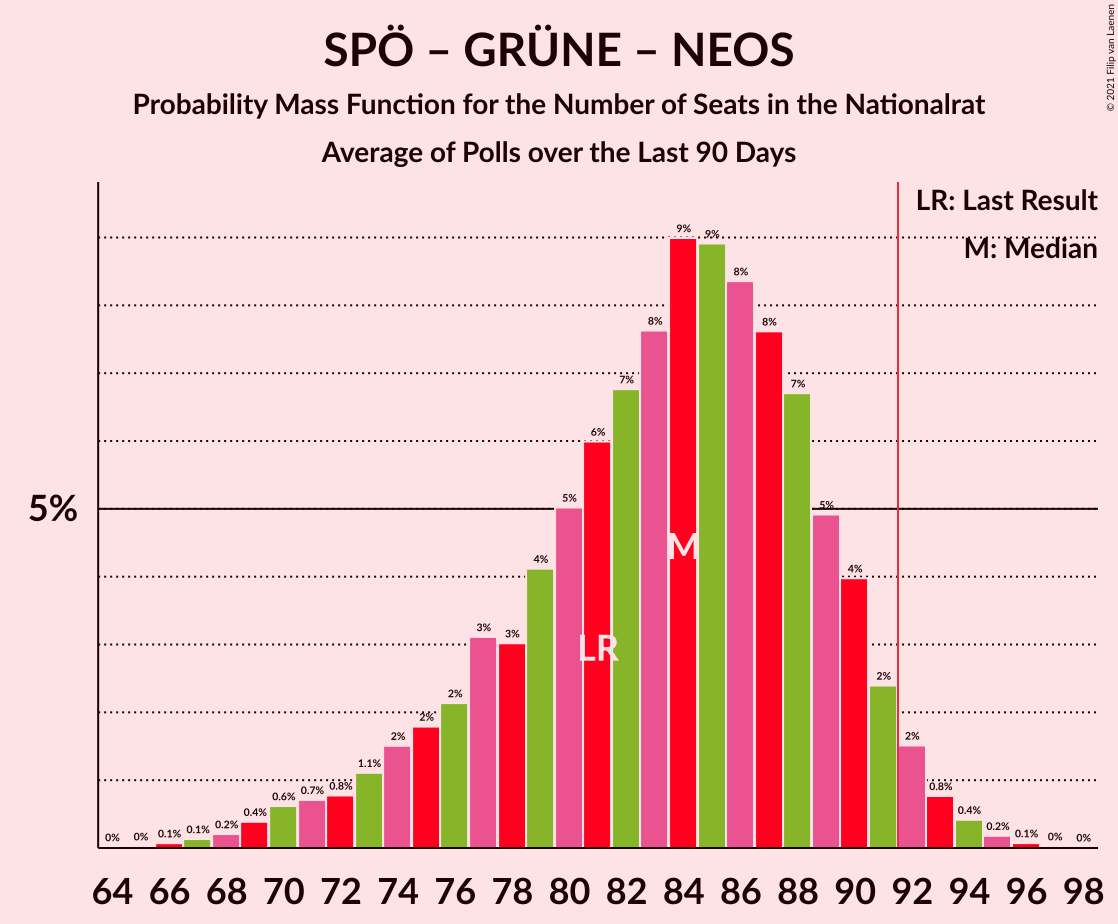 SPÖ – GRÜNE – NEOS
Probability Mass Function for the Number of Seats in the Nationalrat
Average of Polls over the Last 90 Days
© 2021 Filip van Laenen
LR: Last Result
M: Median
5%
0% 0% 0.1% 0.1% 0.2% 0.4% 0.6% 0.7% 0.8% 1.1% 2% 2% 2% 3% 3% 4% 5% 6% 7% 8% 9% 9% 8% 8% 7% 5% 4% 2% 2% 0.8% 0.4% 0.2% 0.1% 0% 0%
M
LR
64 66 68 70 72 74 76 78 80 82 84 86 88 90 92 94 96 98